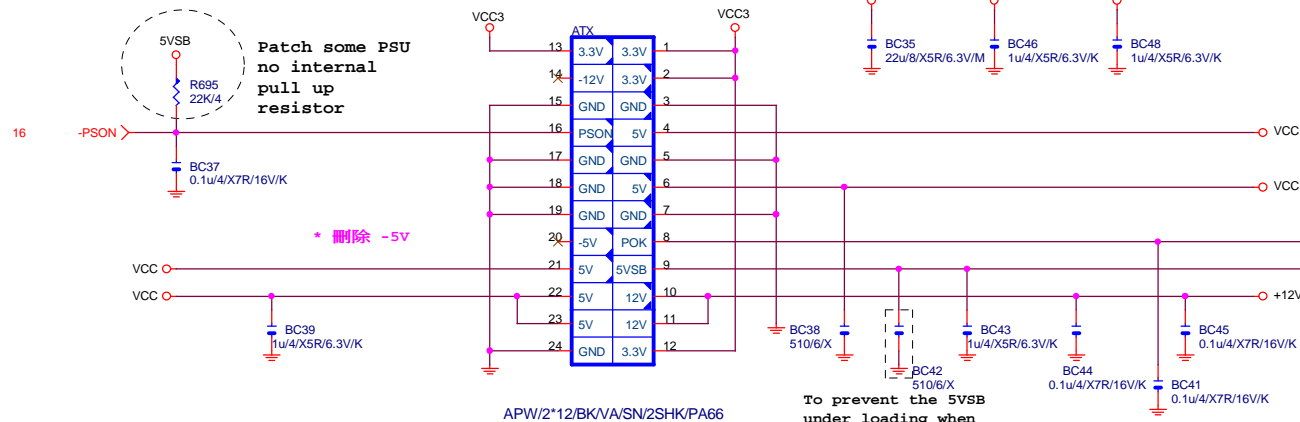 5VSB
R695
22K/4
Patch some PSU
no internal
pull up
resistor
16
-PSON
BC37
0.1u/4/X7R/16V/K
* 刪除 -5V
VCC
VCC
BC39
1u/4/X5R/6.3V/K
VCC3
VCC3
ATX
13 3.3V 3.3V 1
14 -12V 3.3V 2
15 GND GND 3
16 PSON 5V 4
17 GND GND 5
18 GND 5V 6
19 GND GND 7
20 -5V POK 8
21 5V 5VSB 9
22 5V 12V 10
23 5V 12V 11
24 GND 3.3V 12
APW/2*12/BK/VA/SN/2SHK/PA66
BC35
22u/8/X5R/6.3V/M
BC46
1u/4/X5R/6.3V/K
BC48
1u/4/X5R/6.3V/K
VCC
VCC
+12V
BC38
510/6/X
BC42
510/6/X
BC43
1u/4/X5R/6.3V/K
BC44
0.1u/4/X7R/16V/K
BC45
0.1u/4/X7R/16V/K
BC41
0.1u/4/X7R/16V/K
To prevent the 5VSB
under loading when